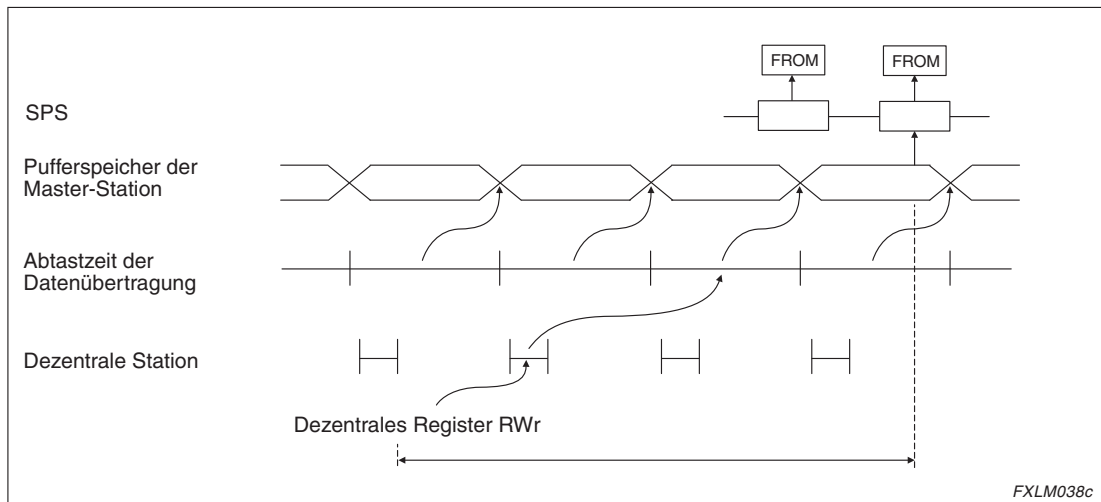 FROM FROM
SPS
Pufferspeicher der
Master-Station
Abtastzeit der
Datenübertragung
Dezentrale Station
Dezentrales Register RWr
FXLM038c